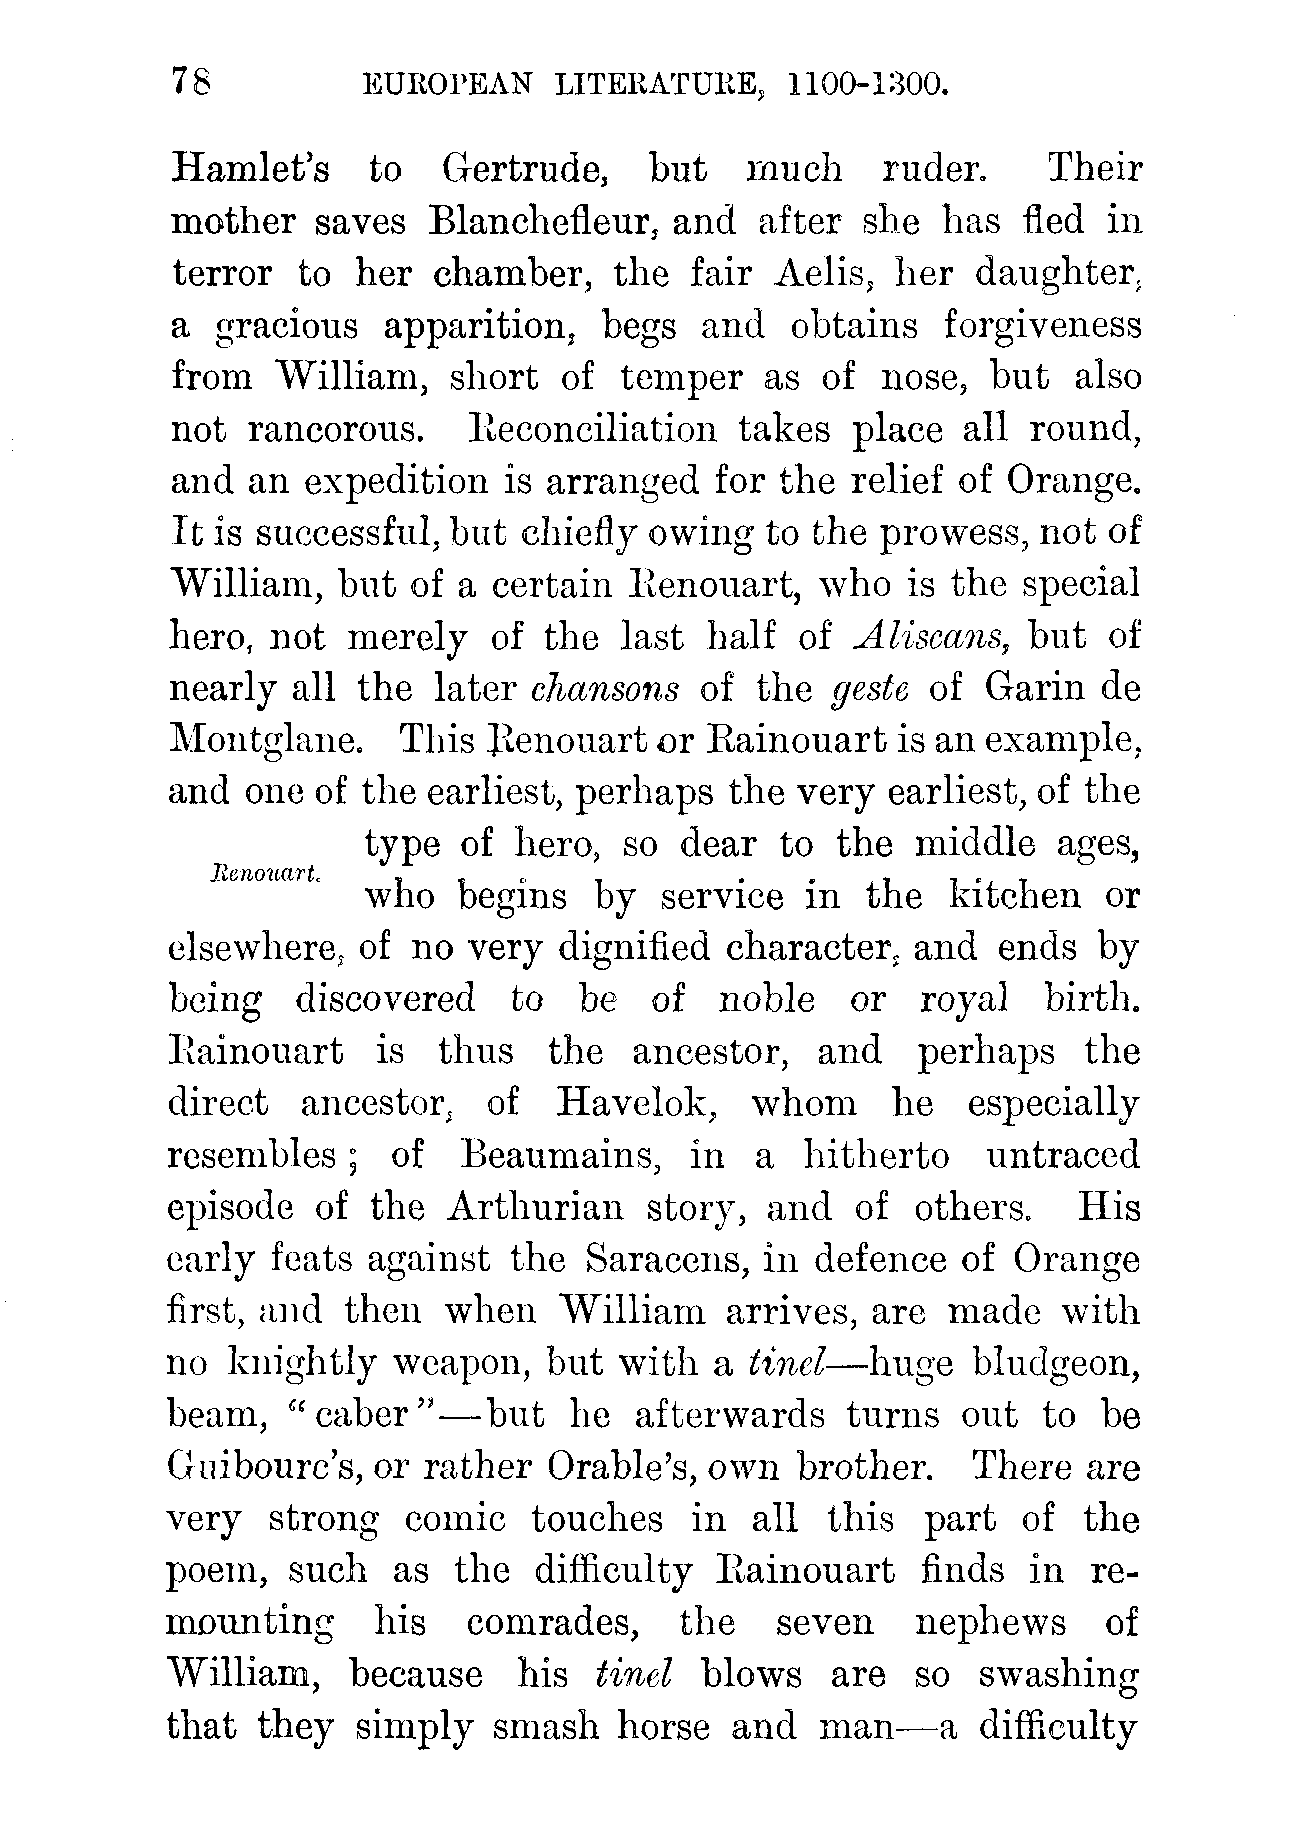 78 EUROPEAN LITERATURE, 1100-1300.
Hamlet's to Gertrude, but much ruder. Their
mother saves Blanchefleur, and after she has fled in
terror to her chamber, the fair Aelis, her daughter,
a gracious apparition, begs and obtains forgiveness
from William, short of temper as of nose, but also
not rancorous. Reconciliation takes place all round,
and an expedition is arranged for the relief of Orange.
It is successful, but chiefly owing to the prowess, not of
William, but of a certain Renouart, who is the special
hero, not merely of the last half of Aliscans, but of
nearly all the later chansons of the geste of Garin de
Montglane. This Renouart or Rainouart is an example,
and one of the earliest, perhaps the very earliest, of the
type of hero, so dear to the middle ages,
Renouart.
who begins by service in the kitchen or
elsewhere, of no very dignified character, and ends by
being discovered to be of noble or royal birth.
Rainouart is thus the ancestor, and perhaps the
direct ancestor, of Havelok, whom he especially
resembles; of Beaumains, in a hitherto untraced
episode of the Arthurian story, and of others. His
early feats against the Saracens, in defence of Orange
first, and then when William arrives, are made with
no knightly weapon, but with a tinel—huge bludgeon,
beam, "caber"—but he afterwards turns out to be
Guibourc's, or rather Orable's, own brother. There are
very strong comic touches in all this part of the
poem, such as the difficulty Rainouart finds in re-
mounting his comrades, the seven nephews of
William, because his tinel blows are so swashing
that they simply smash horse and man—a difficulty